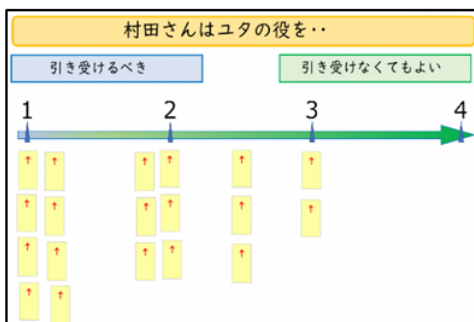 村田さんはユタの役を‥
引き受けるべき
引き受けなくてもよい
1 2 3 4
↑ ↑ ↑ ↑ ↑ ↑
↑ ↑ ↑ ↑ ↑ ↑
↑ ↑ ↑ ↑ ↑
↑ ↑